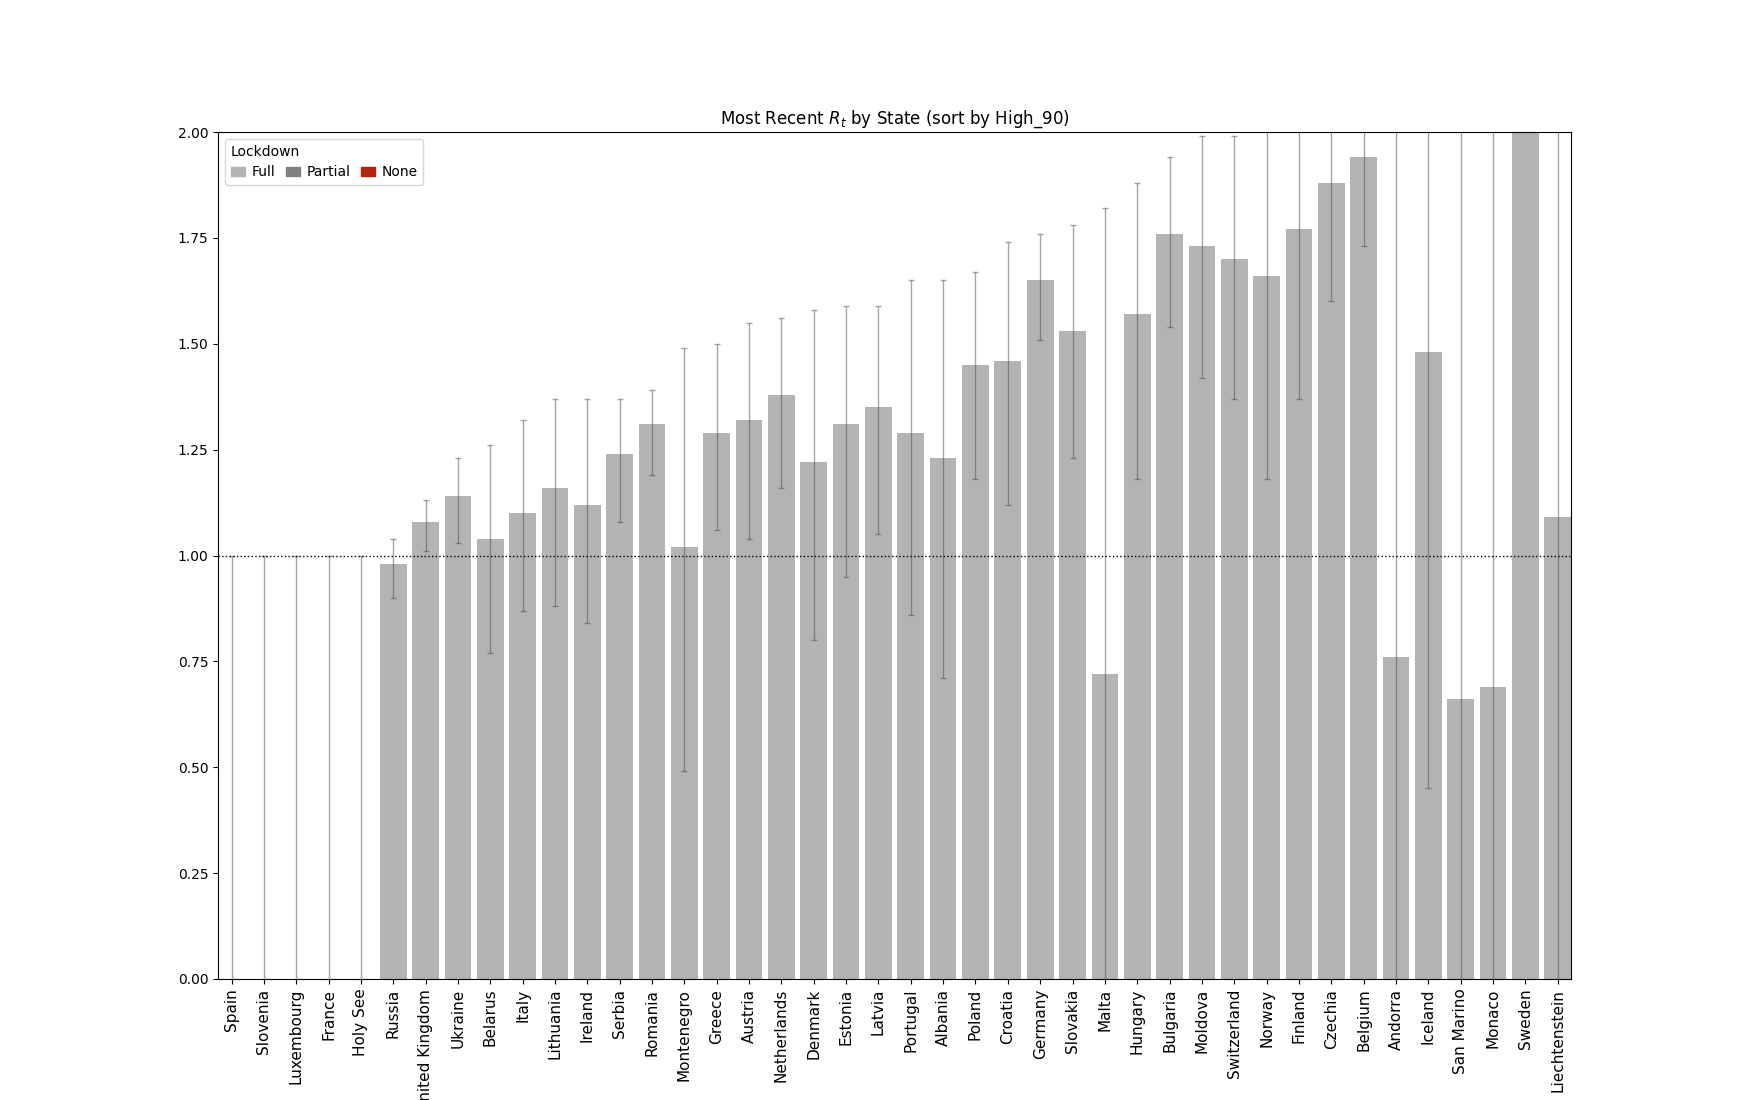 Most Recent R_t by State (sort by High_90)
Lockdown
Full Partial None
2.00
1.75
1.50
1.25
1.00
0.75
0.50
0.25
0.00
Spain
Slovenia
Luxembourg
France
Holy See
Russia
nited Kingdom
Ukraine
Belarus
Italy
Lithuania
Ireland
Serbia
Romania
Montenegro
Greece
Austria
Netherlands
Denmark
Estonia
Latvia
Portugal
Albania
Poland
Croatia
Germany
Slovakia
Malta
Hungary
Bulgaria
Moldova
Switzerland
Norway
Finland
Czechia
Belgium
Andorra
Iceland
San Marino
Monaco
Sweden
Liechtenstein